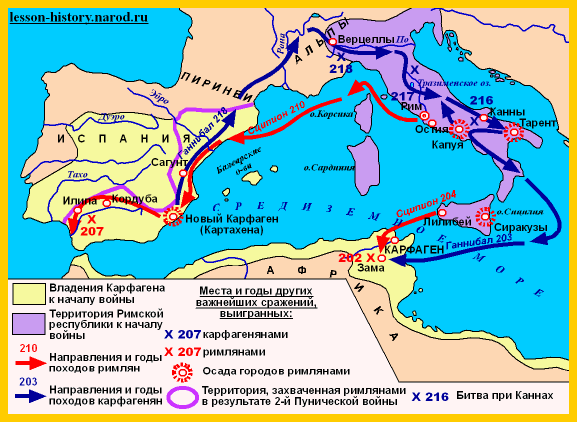 lesson-history.narod.ru
АЛЬПЫ
Рона
Верцеллы
По
X
218
ПИРИНЕИ
Эбро
Дуэро
ИСПАНИЯ
Тахо
Сагунт
Илипа
Кордуба
X
207
Новый Карфаген
(Картахена)
Ганнибал 218
Сципион 210
Балеарские
о-ва
о.Корсика
о.Сардиния
X
217
Тразименское оз.
X
Рим
Остия
X
216
Канны
Тарент
Капуя
СРЕДИЗЕМНОЕ МОРЕ
Сципион 204
Лилибей
о.Сицилия
Сиракузы
КАРФАГЕН
Ганнибал 203
202 X
Зама
АФРИКА
Владения Карфагена
к началу войны
Территория Римской
республики к началу
войны
210
Направления и годы
походов римлян
203
Направления и годы
походов карфагенян
Места и годы других
важнейших сражений,
выигранных:
X 207 карфагенянами
X 207 римлянами
Осада городов римлянами
Территория, захваченная римлянами
в результате 2-й Пунической войны
X 216 Битва при Каннах